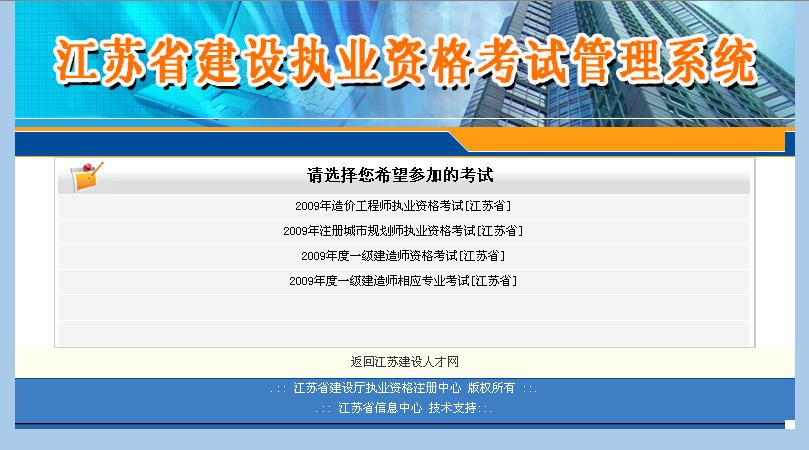 江苏省建设执业资格考试管理系统
请选择您希望参加的考试
2009年造价工程师执业资格考试[江苏省]
2009年注册城市规划师执业资格考试[江苏省]
2009年度一级建造师资格考试[江苏省]
2009年度一级建造师相应专业考试[江苏省]
返回江苏建设人才网
.:: 江苏省建设厅执业资格注册中心 版权所有 ::.
.:: 江苏省信息中心 技术支持::.